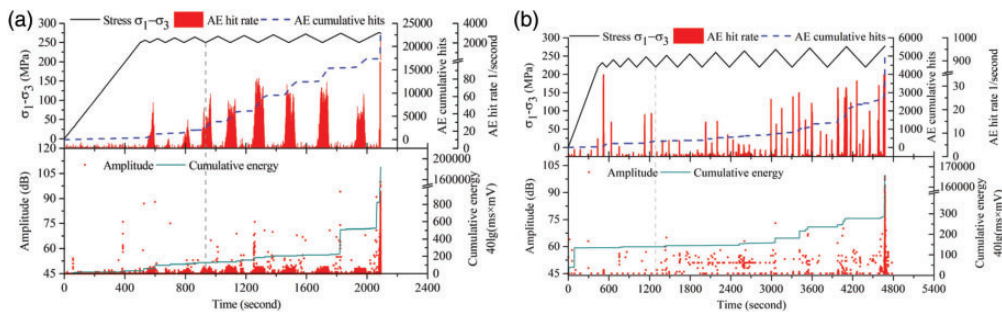 (a)
Stress σ1−σ3 AE hit rate AE cumulative hits
σ1−σ3 (MPa)
300
250
200
150
100
50
0
25000
20000
15000
10000
5000
0
AE cumulative hits
3000
2000
80
60
40
20
0
AE hit rate 1/second
Amplitude Cumulative energy
Amplitude (dB)
120
105
90
75
60
45
200000
160000
800
600
400
200
0
Cumulative energy
40lg(ms×mV)
0 400 800 1200 1600 2000 2400
Time (second)
(b)
Stress σ1−σ3 AE hit rate AE cumulative hits
σ1−σ3 (MPa)
300
250
200
150
100
50
0
6000
5000
4000
3000
2000
1000
0
AE cumulative hits
1000
900
30
20
10
0
AE hit rate 1/second
Amplitude Cumulative energy
Amplitude (dB)
105
90
75
60
45
170000
160000
300
200
100
0
Cumulative energy
40lg(ms×mV)
0 600 1200 1800 2400 3000 3600 4200 4800 5400
Time (second)